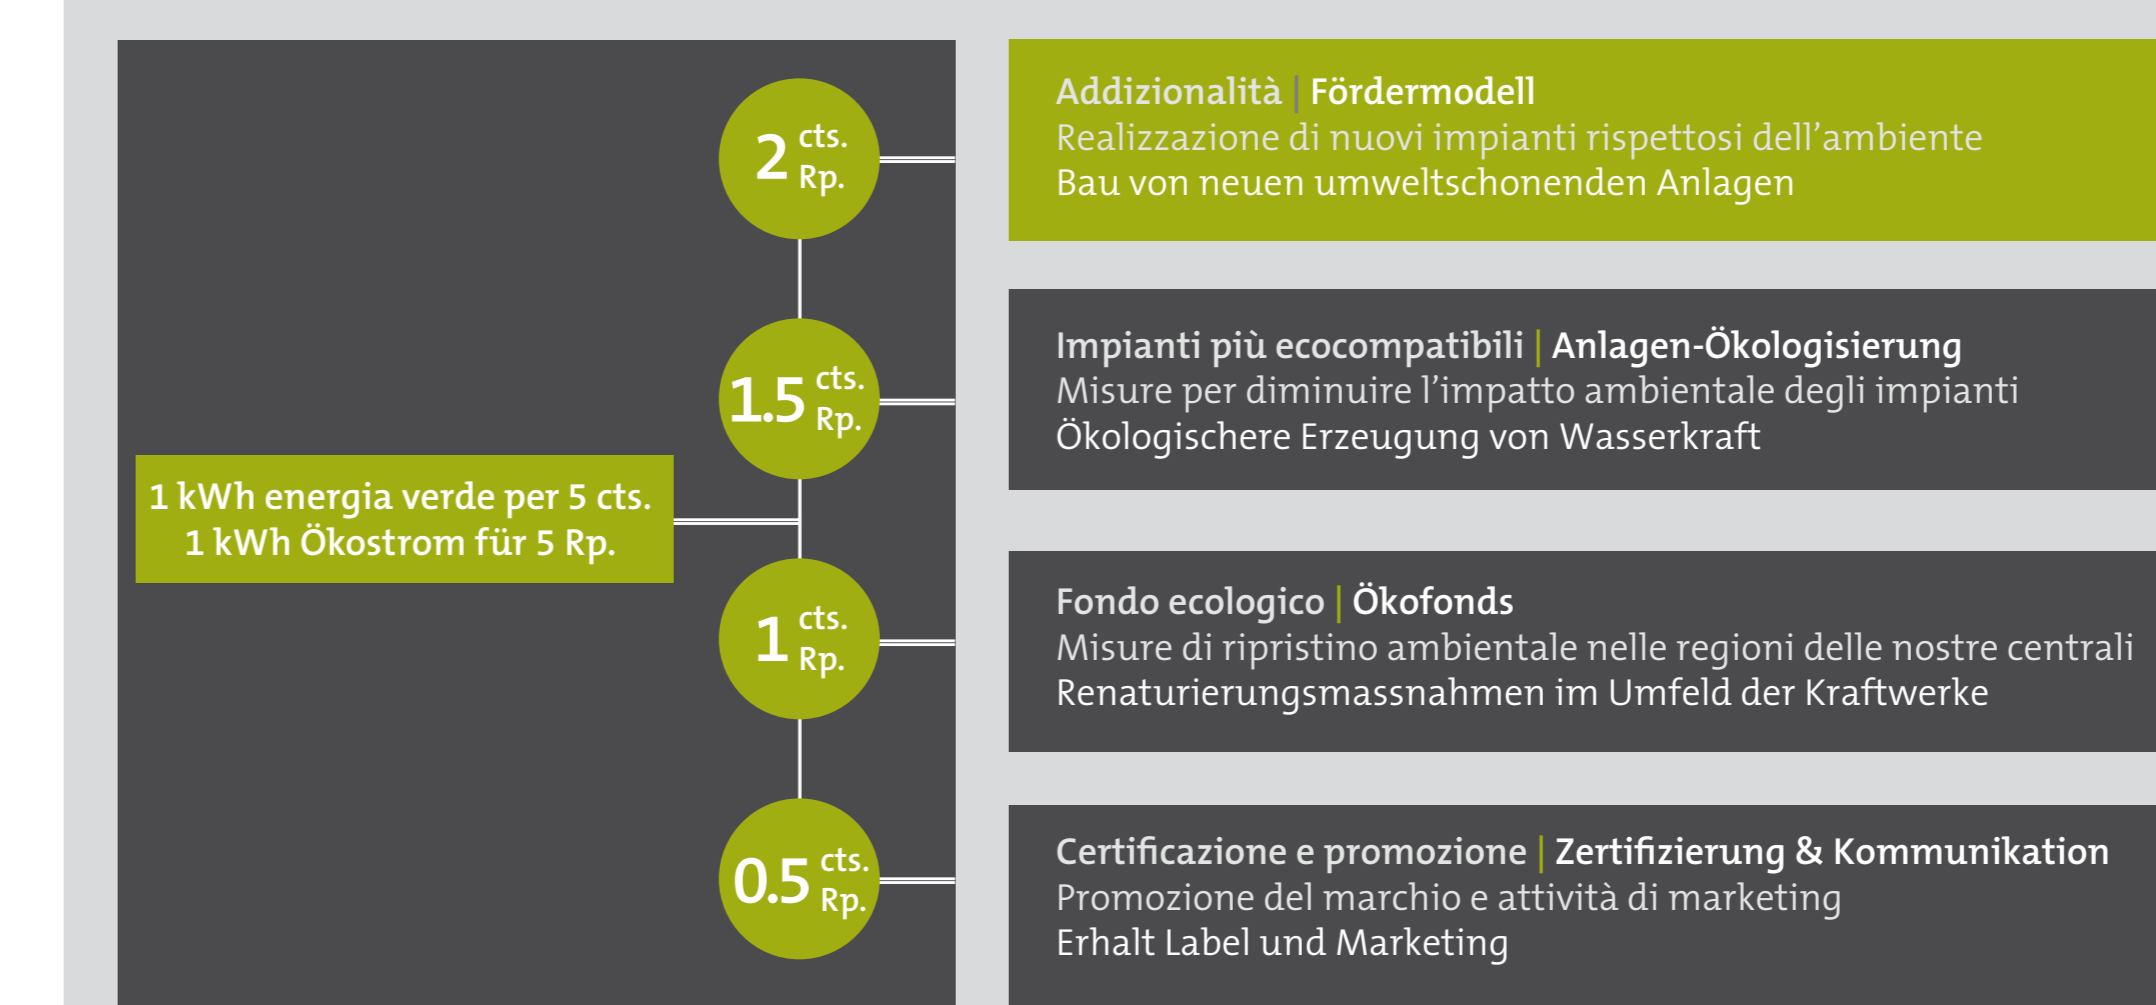 2 cts.
Rp.
Addizionalità | Fördermodell
Realizzazione di nuovi impianti rispettosi dell’ambiente
Bau von neuen umweltschonenden Anlagen
1.5 cts.
Rp.
Impianti più ecocompatibili | Anlagen-Ökologisierung
Misure per diminuire l’impatto ambientale degli impianti
Ökologischere Erzeugung von Wasserkraft
1 kWh energia verde per 5 cts.
1 kWh Ökostrom für 5 Rp.
1 cts.
Rp.
Fondo ecologico | Ökofonds
Misure di ripristino ambientale nelle regioni delle nostre centrali
Renaturierungsmassnahmen im Umfeld der Kraftwerke
0.5 cts.
Rp.
Certificazione e promozione | Zertifizierung & Kommunikation
Promozione del marchio e attività di marketing
Erhalt Label und Marketing